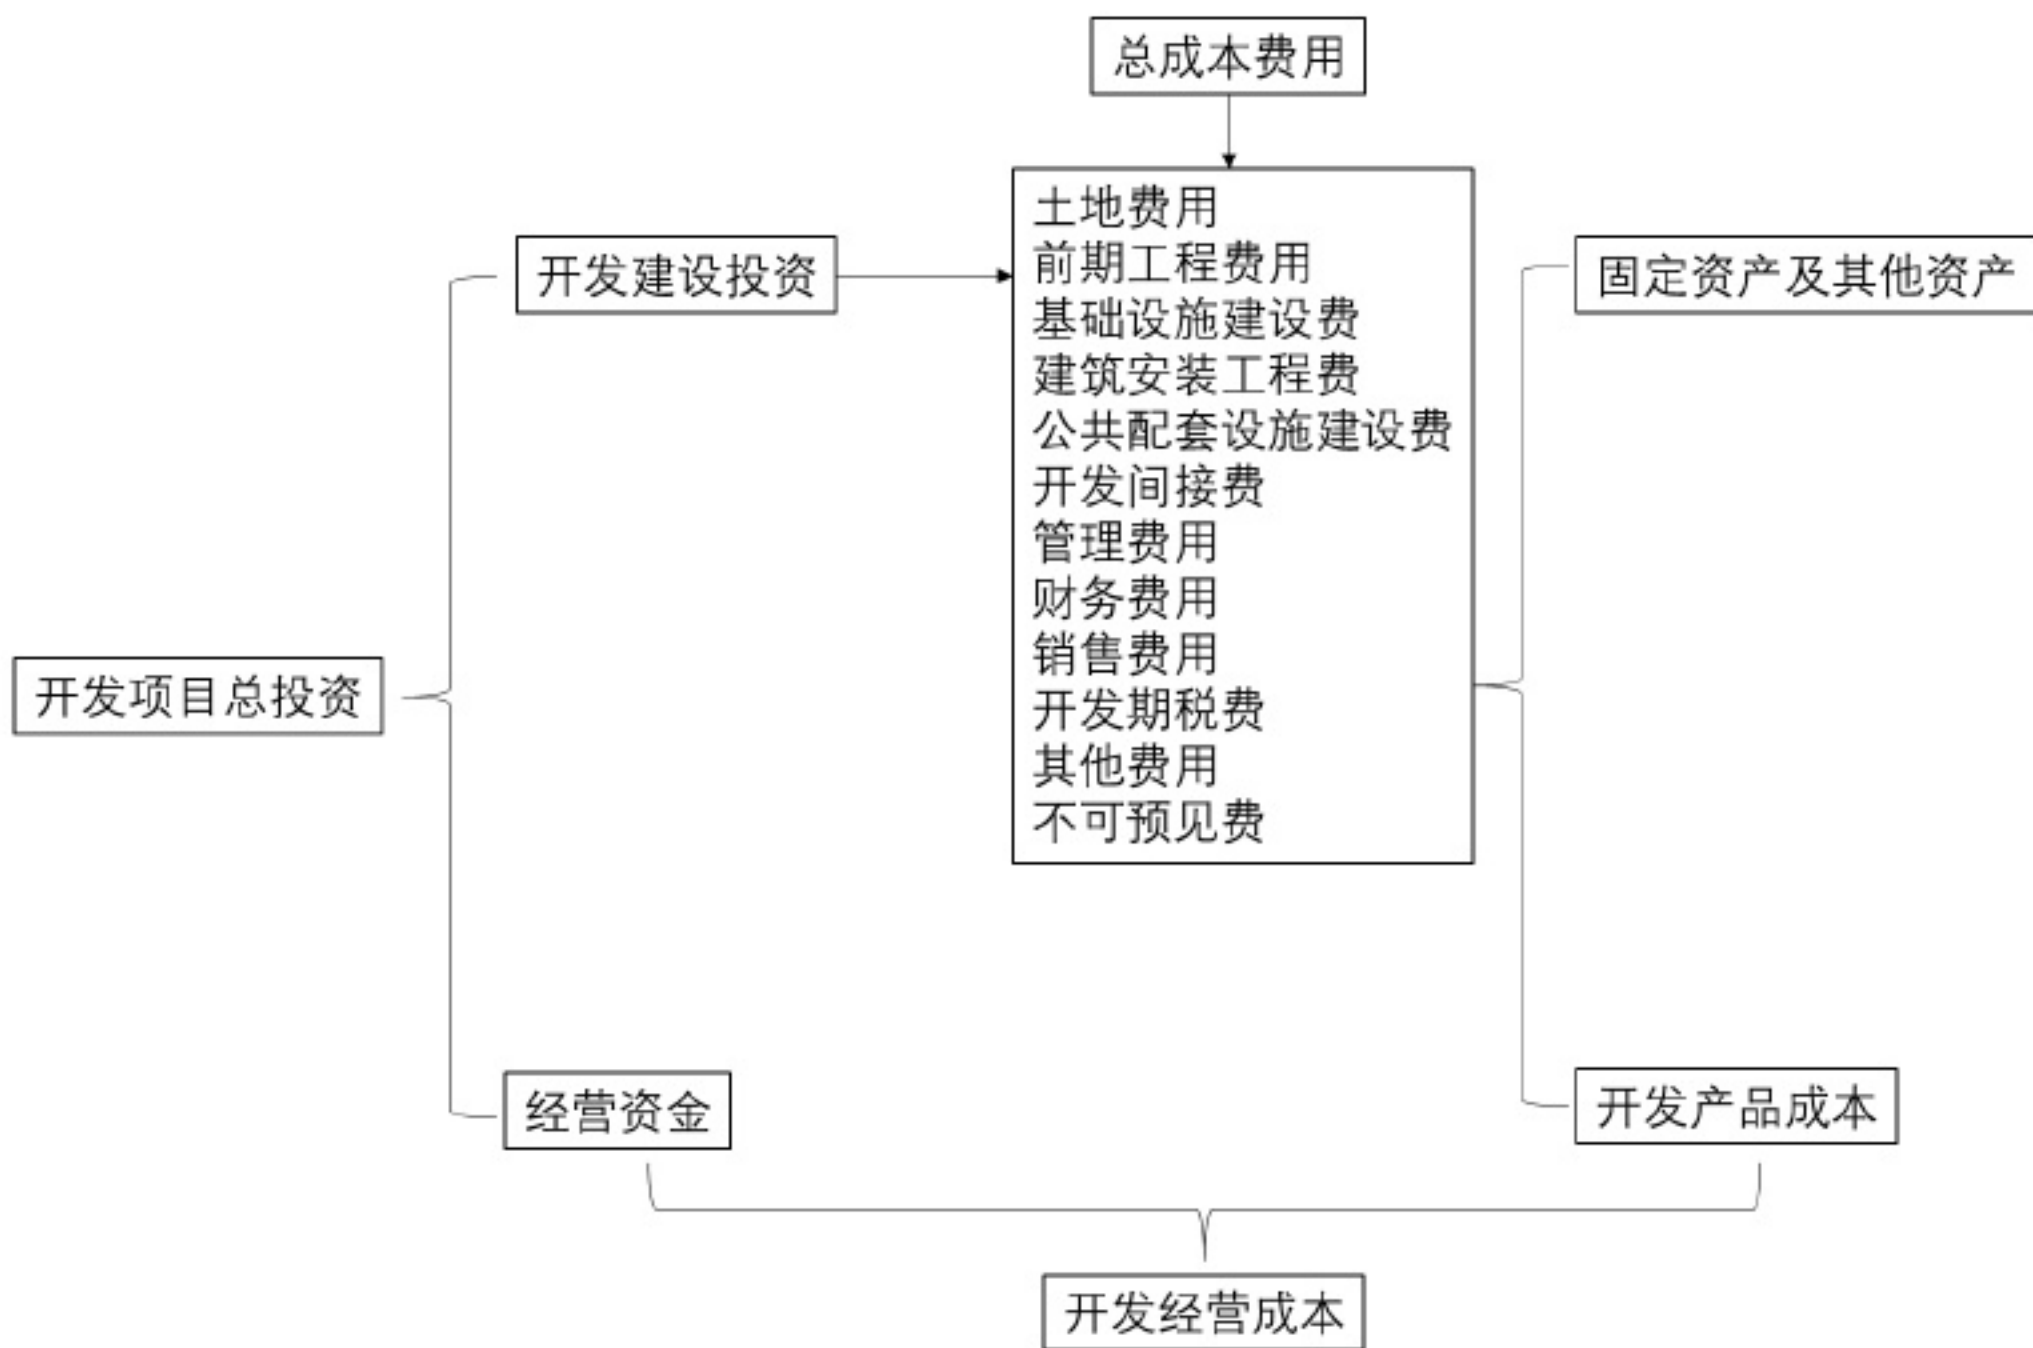 总成本费用
土地费用
前期工程费用
基础设施建设费
建筑安装工程费
公共配套设施建设费
开发间接费
管理费用
财务费用
销售费用
开发期税费
其他费用
不可预见费
开发建设投资
固定资产及其他资产
开发项目总投资
经营资金
开发产品成本
开发经营成本